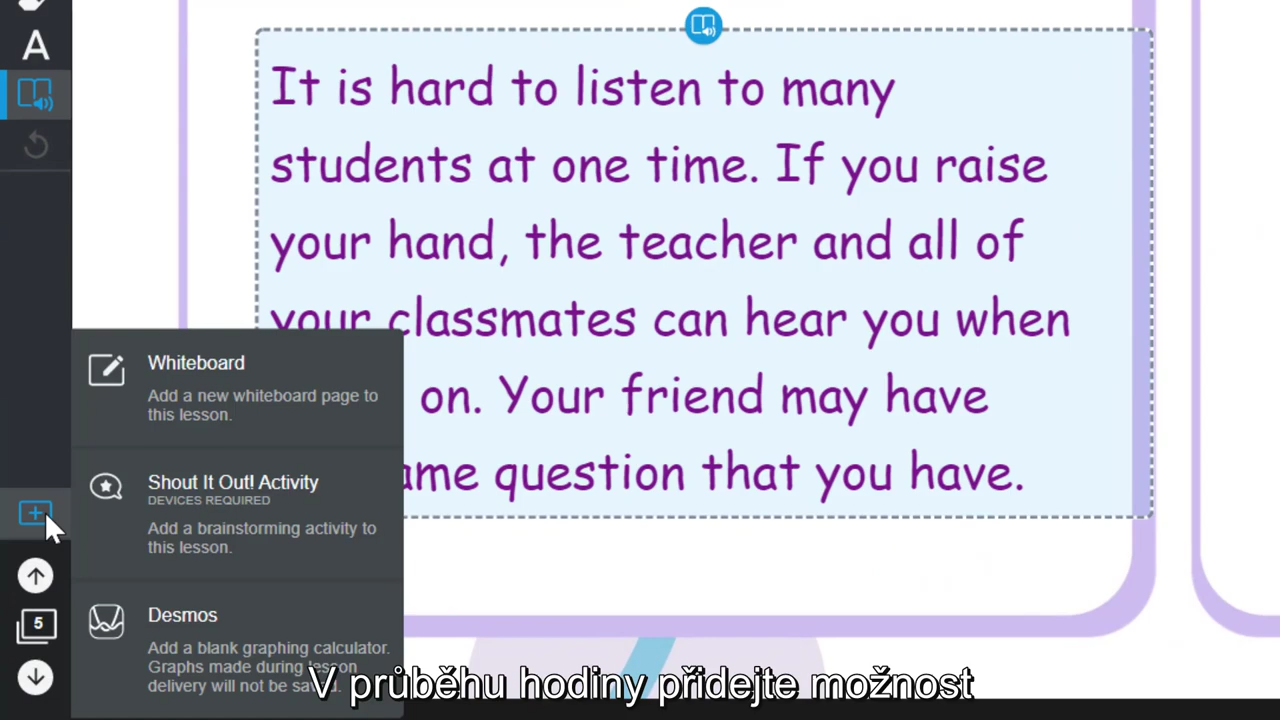 A
It is hard to listen to many
students at one time. If you raise
your hand, the teacher and all of
your classmates can hear you when
on. Your friend may have
ame question that you have.
Whiteboard
Add a new whiteboard page to
this lesson.
Shout It Out! Activity
DEVICES REQUIRED
Add a brainstorming activity to
this lesson.
Desmos
Add a blank graphing calculator.
Graphs made during lesson
delivery will not be saved.
5
V průběhu hodiny přidejte možnost